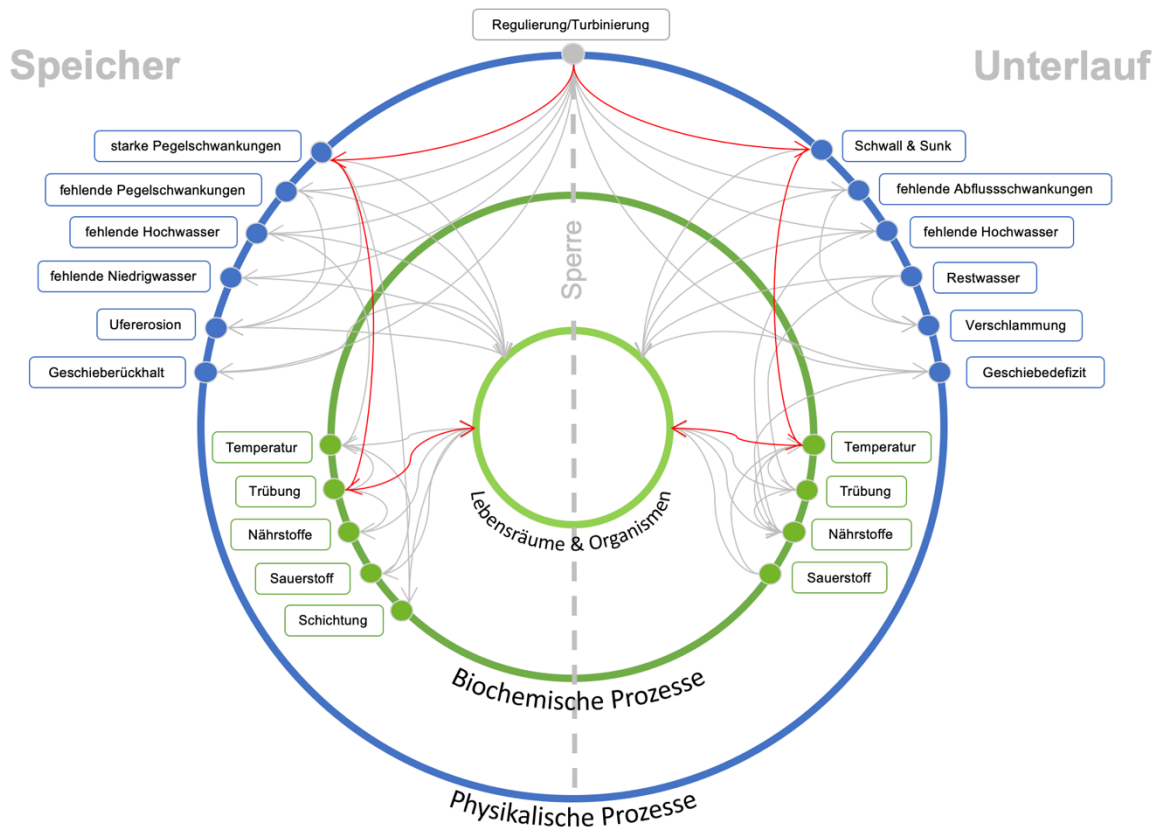 Regulierung/Turbinierung
Speicher
Unterlauf
starke Pegelschwankungen
fehlende Pegelschwankungen
fehlende Hochwasser
fehlende Niedrigwasser
Ufererosion
Geschieberückhalt
Schwall & Sunk
fehlende Abflussschwankungen
fehlende Hochwasser
Restwasser
Verschlammung
Geschiebedefizit
Sperre
Temperatur
Trübung
Nährstoffe
Sauerstoff
Schichtung
Temperatur
Trübung
Nährstoffe
Sauerstoff
Lebensräume & Organismen
Biochemische Prozesse
Physikalische Prozesse